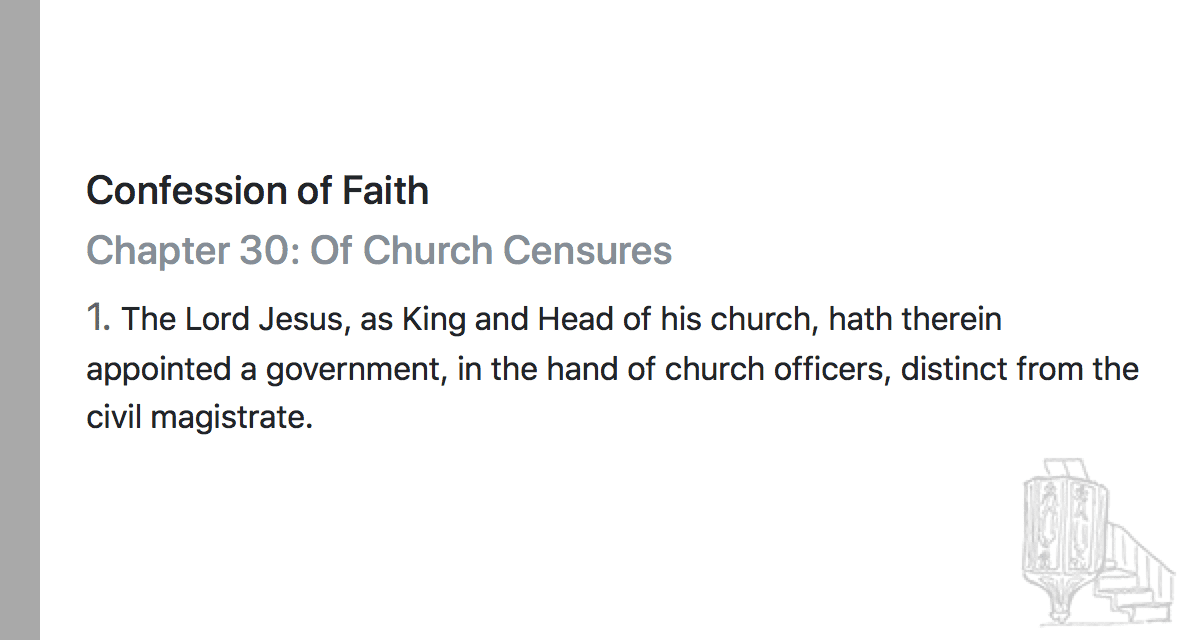 Confession of Faith
Chapter 30: Of Church Censures
1. The Lord Jesus, as King and Head of his church, hath therein
appointed a government, in the hand of church officers, distinct from the
civil magistrate.